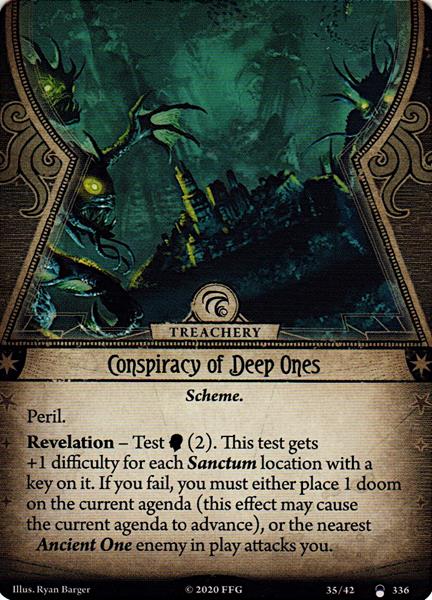 TREACHERY
Conspiracy of Deep Ones
Scheme.
Peril.
Revelation – Test (2). This test gets
+1 difficulty for each Sanctum location with a
key on it. If you fail, you must either place 1 doom
on the current agenda (this effect may cause
the current agenda to advance), or the nearest
Ancient One enemy in play attacks you.
Illus. Ryan Barger © 2020 FFG 35/42 336